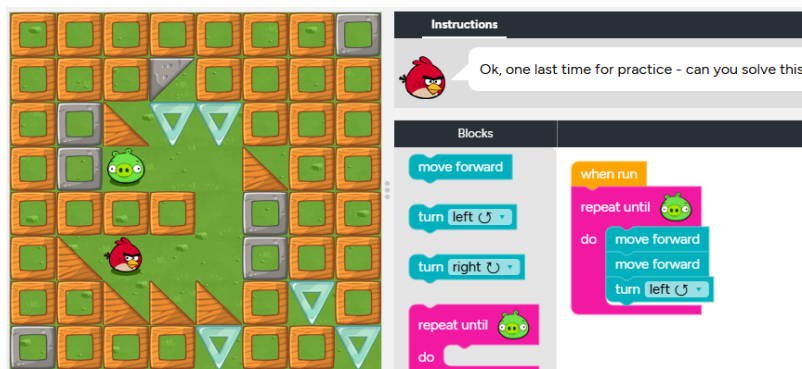 Instructions
Ok, one last time for practice - can you solve this
Blocks
move forward
turn left ↺
turn right ↻
repeat until
do
when run
repeat until
do move forward
move forward
turn left ↺